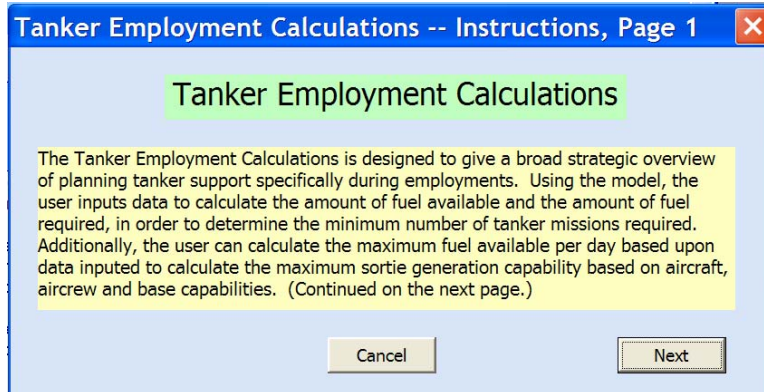 Tanker Employment Calculations -- Instructions, Page 1
Tanker Employment Calculations
The Tanker Employment Calculations is designed to give a broad strategic overview
of planning tanker support specifically during employments.  Using the model, the
user inputs data to calculate the amount of fuel available and the amount of fuel
required, in order to determine the minimum number of tanker missions required.
Additionally, the user can calculate the maximum fuel available per day based upon
data inputed to calculate the maximum sortie generation capability based on aircraft,
aircrew and base capabilities.  (Continued on the next page.)
Cancel
Next